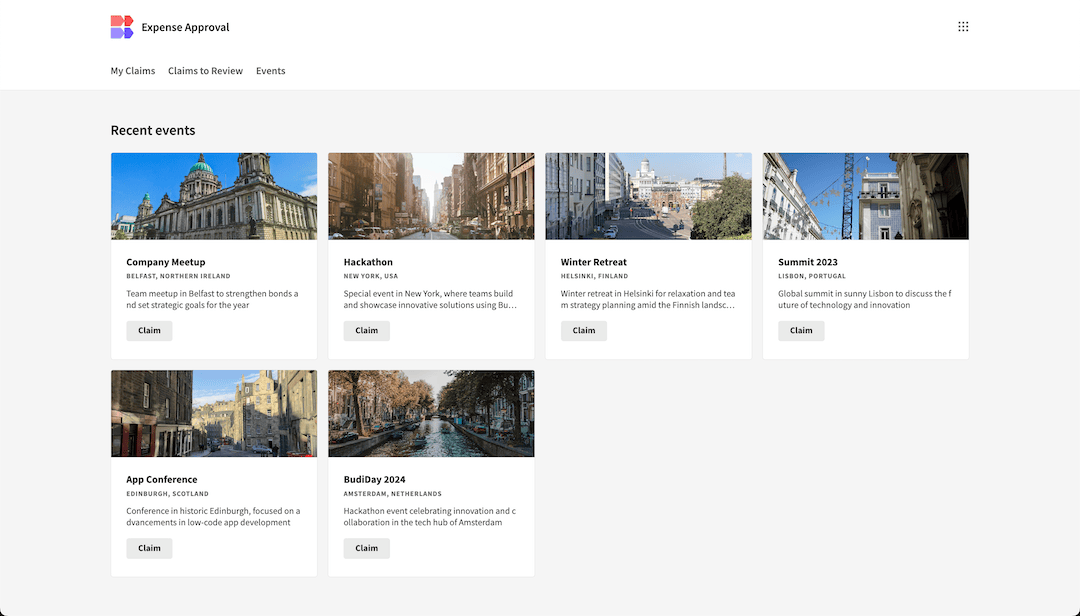 Expense Approval
My Claims Claims to Review Events
Recent events
Company Meetup
BELFAST, NORTHERN IRELAND
Team meetup in Belfast to strengthen bonds a
nd set strategic goals for the year
Claim
Hackathon
NEW YORK, USA
Special event in New York, where teams build
and showcase innovative solutions using Bu…
Claim
Winter Retreat
HELSINKI, FINLAND
Winter retreat in Helsinki for relaxation and tea
m strategy planning amid the Finnish landsc…
Claim
Summit 2023
LISBON, PORTUGAL
Global summit in sunny Lisbon to discuss the f
uture of technology and innovation
Claim
App Conference
EDINBURGH, SCOTLAND
Conference in historic Edinburgh, focused on a
dvancements in low-code app development
Claim
BudiDay 2024
AMSTERDAM, NETHERLANDS
Hackathon event celebrating innovation and c
ollaboration in the tech hub of Amsterdam
Claim